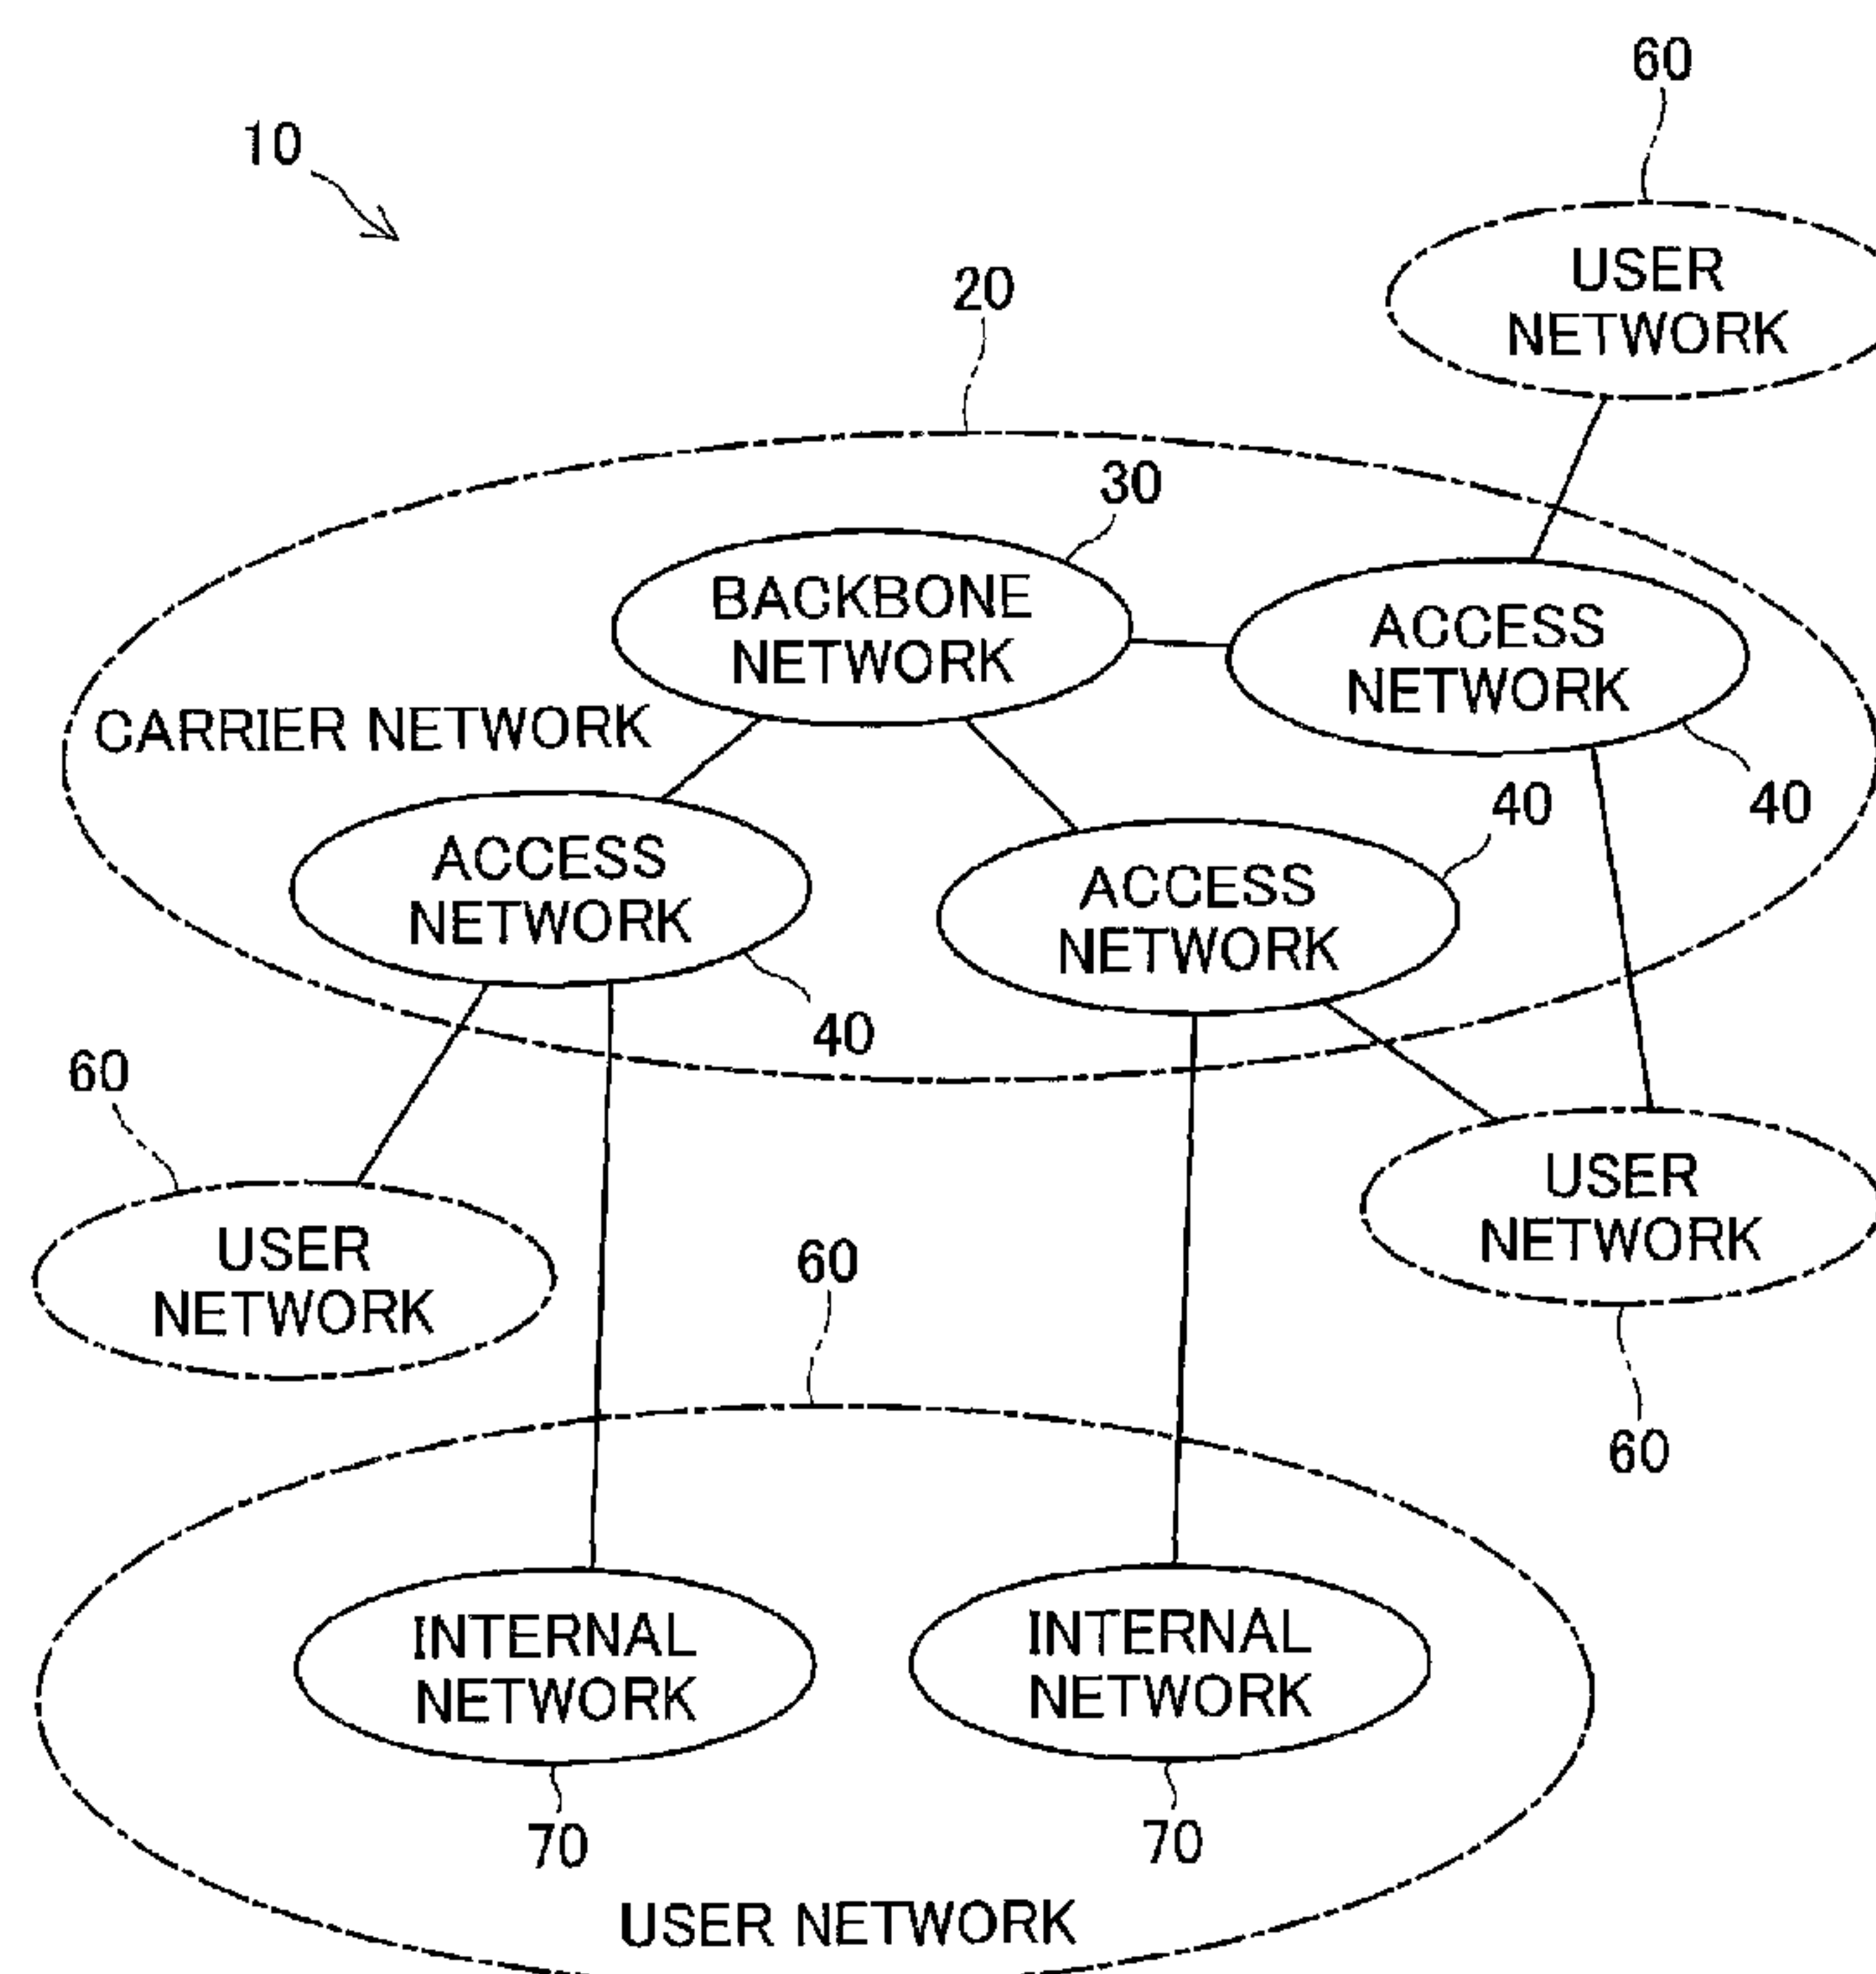 60
10
USER
NETWORK
20
30
BACKBONE
NETWORK
ACCESS
NETWORK
CARRIER NETWORK
40
40
ACCESS
NETWORK
ACCESS
NETWORK
40
60
USER
NETWORK
USER
NETWORK
60
60
INTERNAL
NETWORK
INTERNAL
NETWORK
70
70
USER NETWORK